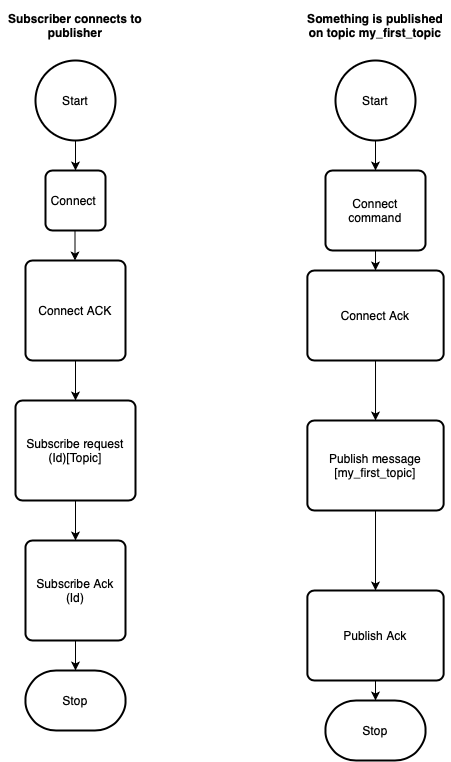 Subscriber connects to
publisher
Start
Connect
Connect ACK
Subscribe request
(Id)[Topic]
Subscribe Ack
(Id)
Stop
Something is published
on topic my_first_topic
Start
Connect
command
Connect Ack
Publish message
[my_first_topic]
Publish Ack
Stop